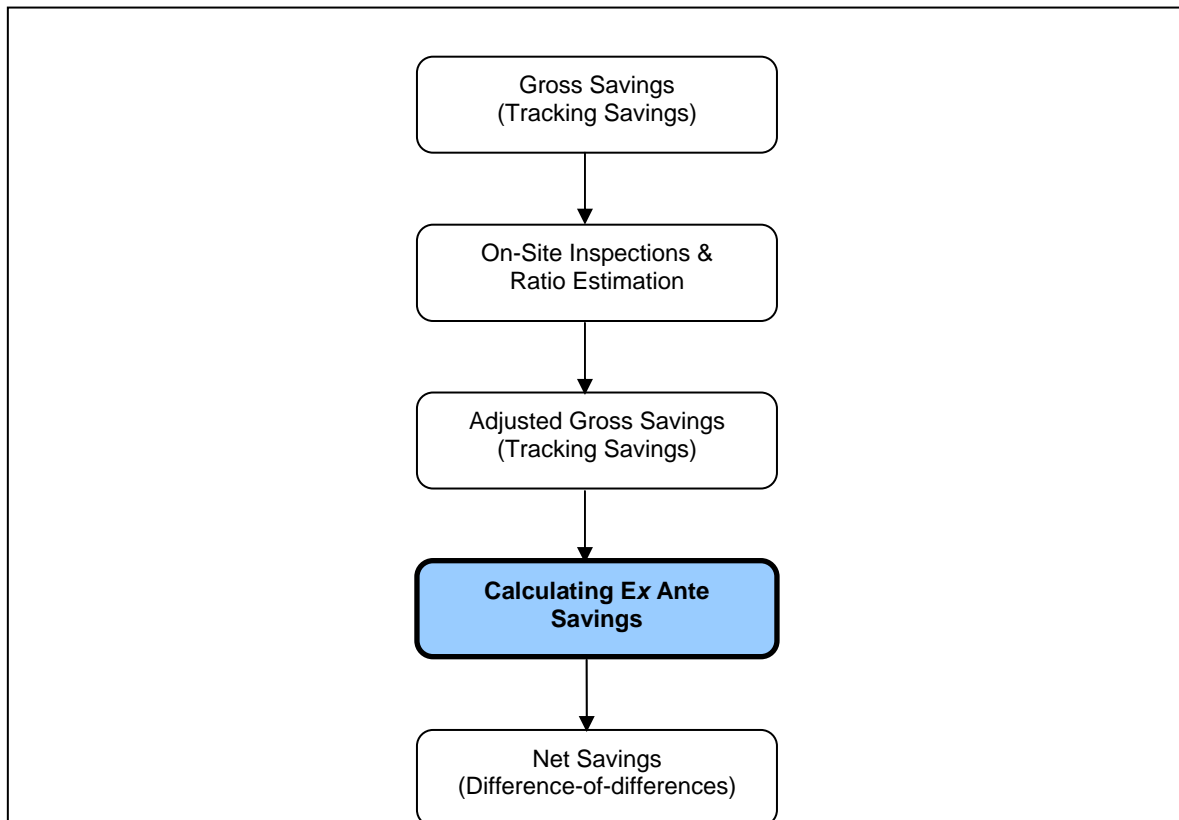 Gross Savings
(Tracking Savings)
On-Site Inspections &
Ratio Estimation
Adjusted Gross Savings
(Tracking Savings)
Calculating Ex Ante
Savings
Net Savings
(Difference-of-differences)